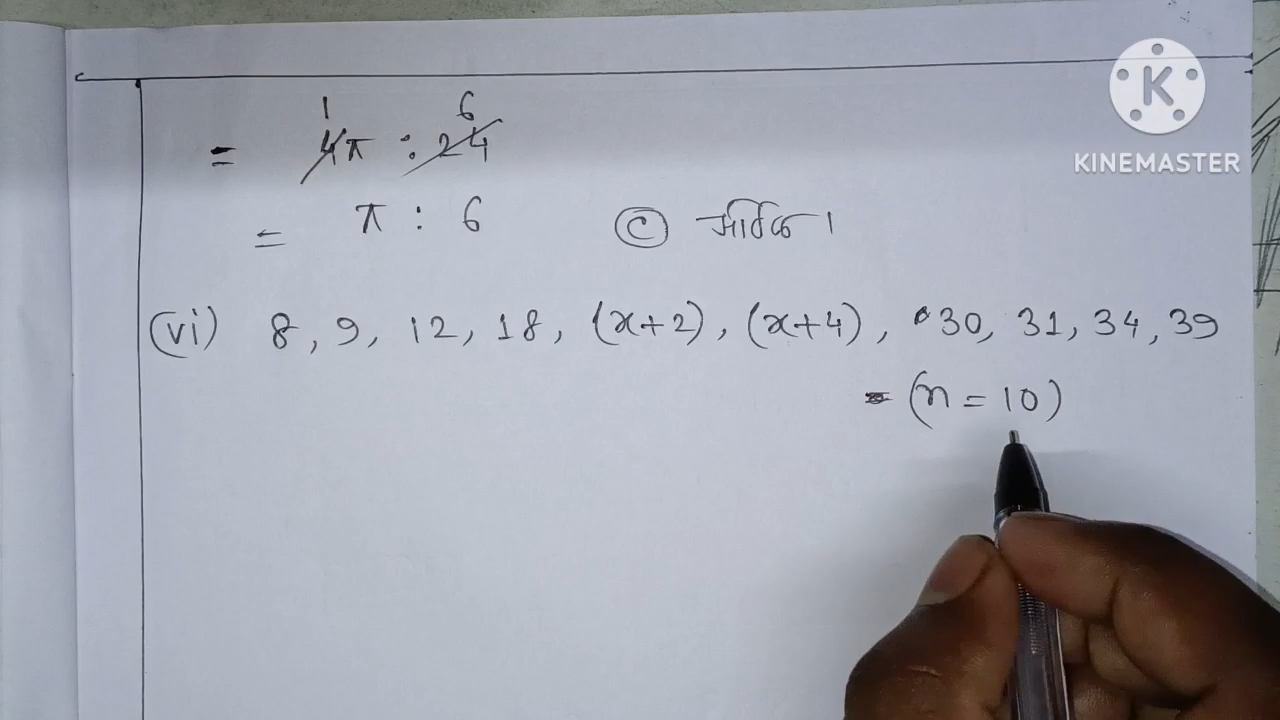 1 6
= 4π : 24
= π : 6 ⓒ সঠিক।
(vi) 8, 9, 12, 18, (x+2), (x+4), 30, 31, 34, 39
(n = 10)
K
KINEMASTER